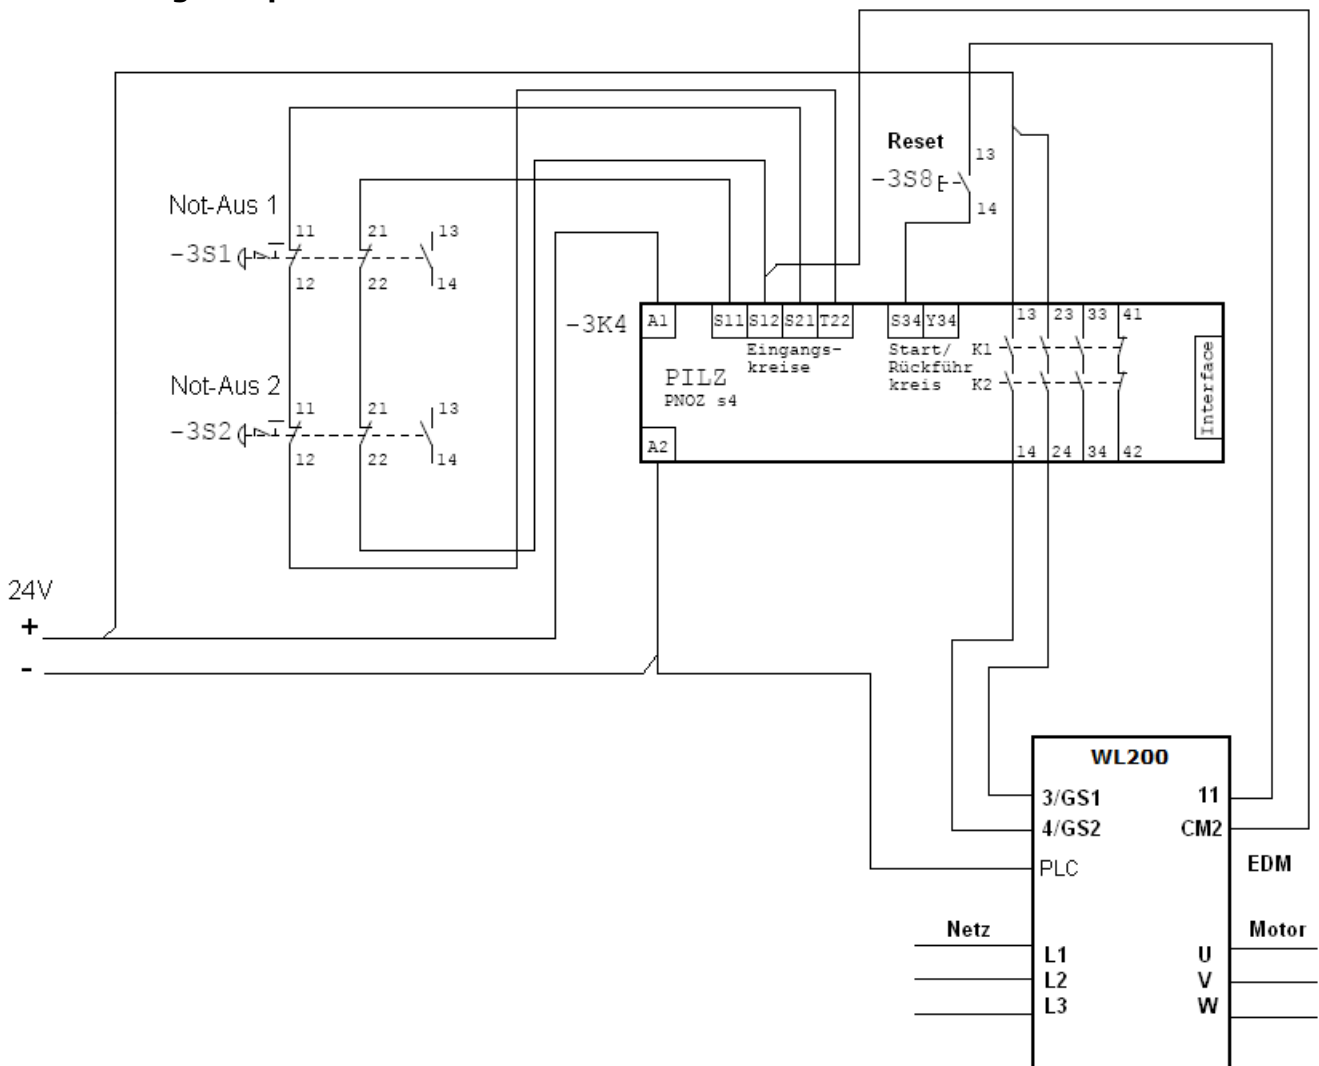 Reset
13
-3S8
14
Not-Aus 1
11 21 13
-3S1
12 22 14
-3K4
A1 S11 S12 S21 T22 S34 Y34 13 23 33 41
Eingangs-
kreise
Start/
Rückführ
kreis
K1
K2
Interface
PILZ
PNOZ s4
A2
14 24 34 42
Not-Aus 2
11 21 13
-3S2
12 22 14
24V
+
-
WL200
3/GS1 11
4/GS2 CM2
PLC
EDM
Netz
Motor
L1 U
L2 V
L3 W